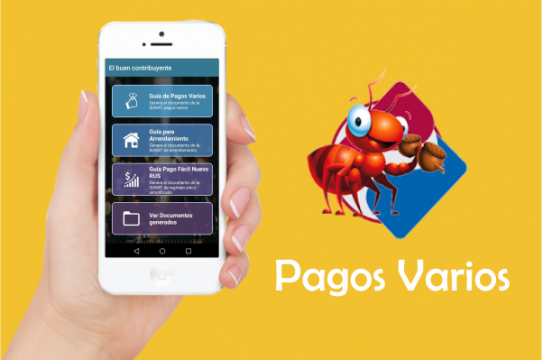 El buen contribuyente
Guía de Pagos Varios
Genera el documento de la
SUNAT pagos varios
Guía para
Arrendamiento
Genera el documento de la
SUNAT de arrendamiento
Guía Pago Fácil Nuevo
RUS
Genera el documento de la
SUNAT de regimen unico
simplificado
Ver Documentos
generados
Pagos Varios